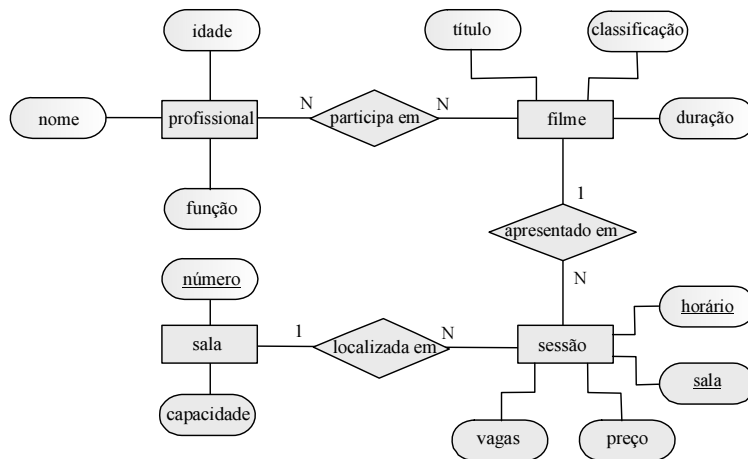 idade
título
classificação
nome
profissional
N
participa em
N
filme
duração
função
1
apresentado em
número
N
horário
sala
1
localizada em
N
sessão
sala
capacidade
vagas
preço